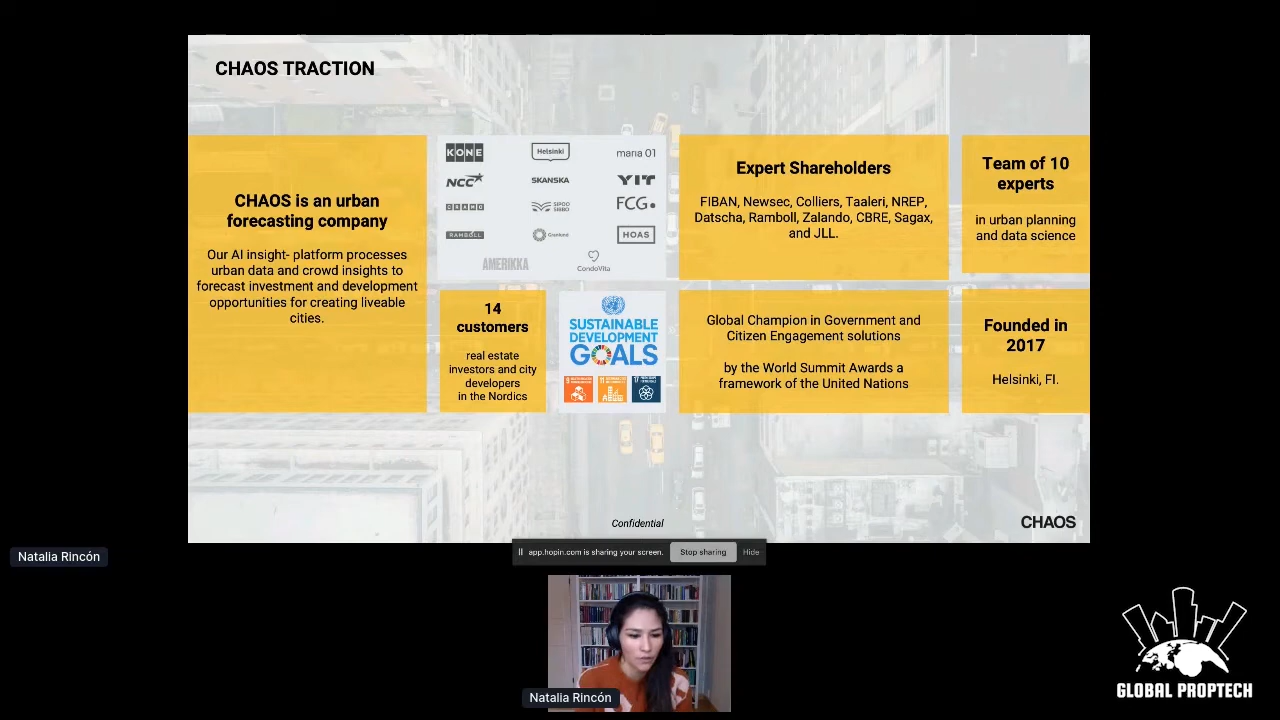 CHAOS TRACTION
CHAOS is an urban
forecasting company
Our AI insight- platform processes
urban data and crowd insights to
forecast investment and development
opportunities for creating liveable
cities.
KONE
Helsinki
maria 01
NCC
SKANSKA
YIT
CRAMO
SIPOO
SIBBO
FCG
RAMBOLL
Granlund
HOAS
AMERIKKA
CondoVita
14
customers
real estate
investors and city
developers
in the Nordics
SUSTAINABLE
DEVELOPMENT
GOALS
Expert Shareholders
FIBAN, Newsec, Colliers, Taaleri, NREP,
Datscha, Ramboll, Zalando, CBRE, Sagax,
and JLL.
Global Champion in Government and
Citizen Engagement solutions
by the World Summit Awards a
framework of the United Nations
Team of 10
experts
in urban planning
and data science
Founded in
2017
Helsinki, FI.
Confidential
CHAOS
app.hopin.com is sharing your screen.
Stop sharing
Hide
Natalia Rincón
Natalia Rincón
GLOBAL PROPTECH